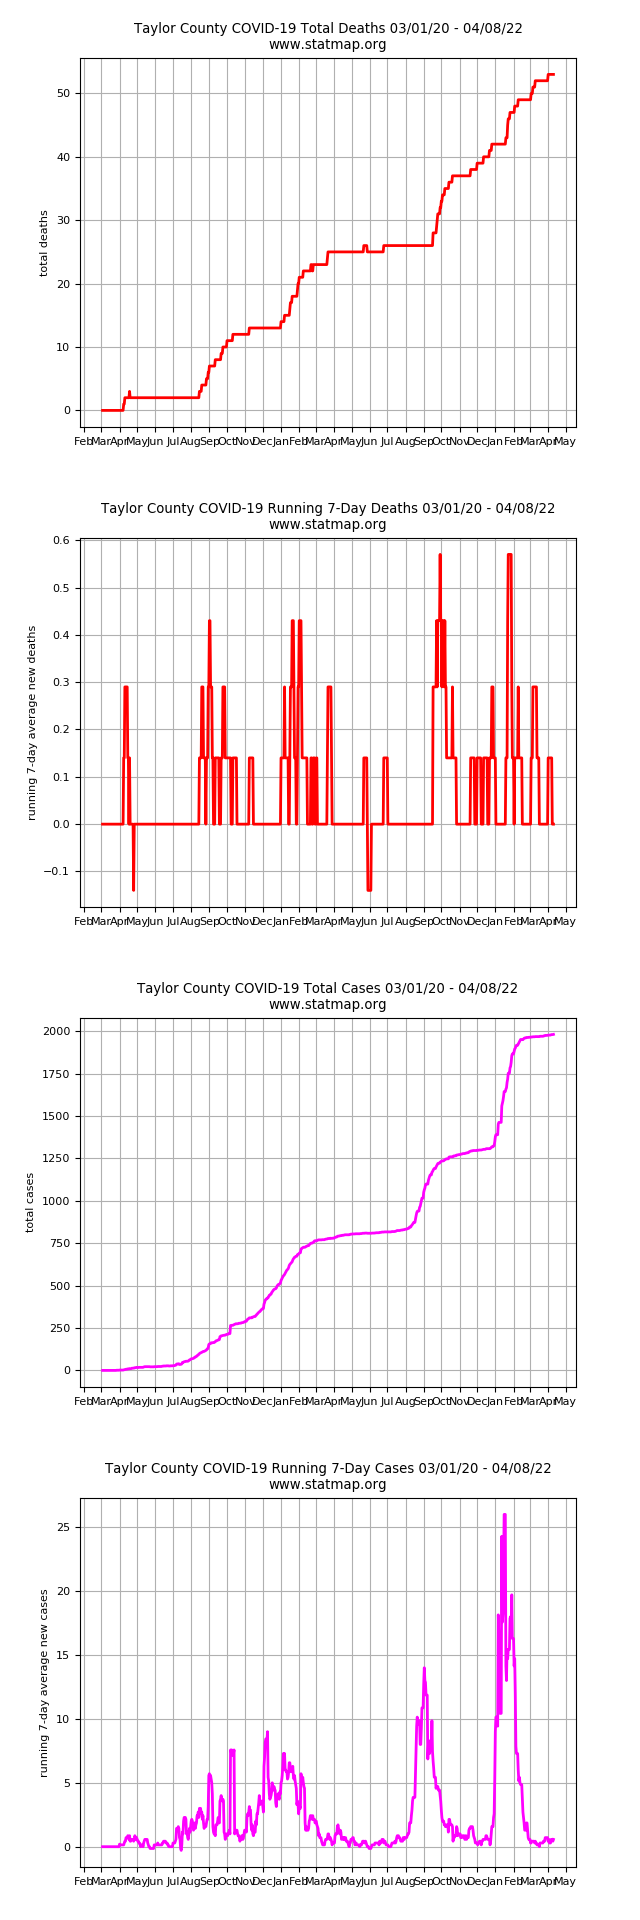 Taylor County COVID-19 Total Deaths 03/01/20 - 04/08/22
www.statmap.org
50
40
30
20
10
0
total deaths
Feb Mar Apr May Jun Jul Aug Sep Oct Nov Dec Jan Feb Mar Apr May Jun Jul Aug Sep Oct Nov Dec Jan Feb Mar Apr May
Taylor County COVID-19 Running 7-Day Deaths 03/01/20 - 04/08/22
www.statmap.org
0.6
0.5
0.4
0.3
0.2
0.1
0.0
−0.1
running 7-day average new deaths
Feb Mar Apr May Jun Jul Aug Sep Oct Nov Dec Jan Feb Mar Apr May Jun Jul Aug Sep Oct Nov Dec Jan Feb Mar Apr May
Taylor County COVID-19 Total Cases 03/01/20 - 04/08/22
www.statmap.org
2000
1750
1500
1250
1000
750
500
250
0
total cases
Feb Mar Apr May Jun Jul Aug Sep Oct Nov Dec Jan Feb Mar Apr May Jun Jul Aug Sep Oct Nov Dec Jan Feb Mar Apr May
Taylor County COVID-19 Running 7-Day Cases 03/01/20 - 04/08/22
www.statmap.org
25
20
15
10
5
0
running 7-day average new cases
Feb Mar Apr May Jun Jul Aug Sep Oct Nov Dec Jan Feb Mar Apr May Jun Jul Aug Sep Oct Nov Dec Jan Feb Mar Apr May